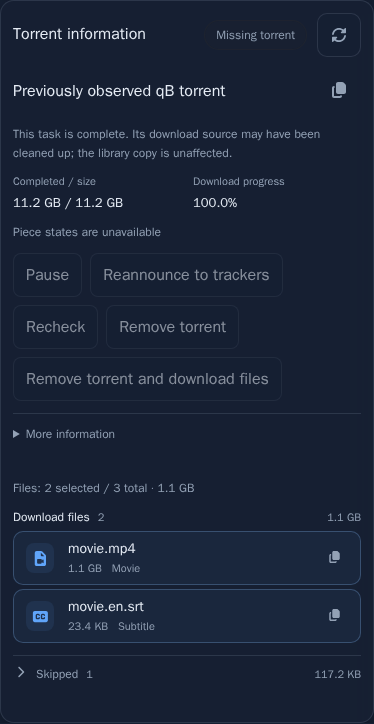 Torrent information
Missing torrent
Previously observed qB torrent
This task is complete. Its download source may have been
cleaned up; the library copy is unaffected.
Completed / size
Download progress
11.2 GB / 11.2 GB
100.0%
Piece states are unavailable
Pause
Reannounce to trackers
Recheck
Remove torrent
Remove torrent and download files
More information
Files: 2 selected / 3 total · 1.1 GB
Download files 2
1.1 GB
movie.mp4
1.1 GB Movie
CC
movie.en.srt
23.4 KB Subtitle
Skipped 1
117.2 KB